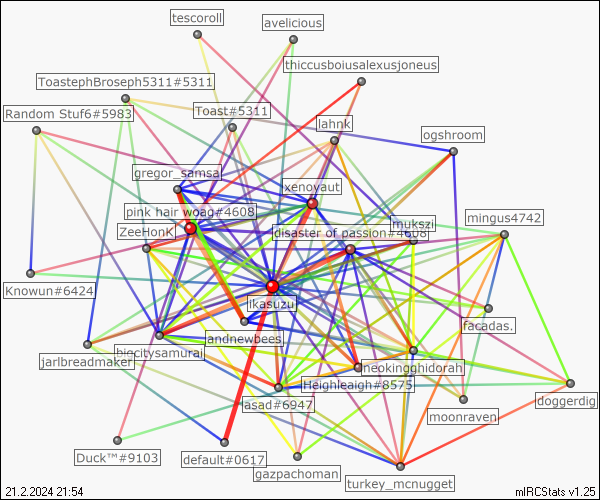 tescoroll
avelicious
thiccusboiusalexusjoneus
ToastephBroseph5311#5311
Random Stuf6#5983
Toast#5311
lahnk
ogshroom
gregor_samsa
xenoyaut
pink hair woag#4608
mukszi
mingus4742
ZeeHonK
disaster of passion#4608
Knowun#6424
ikasuzu
facadas.
andnewbees
bigcitysamurai
jarlbreadmaker
neokingghidorah
Heighleaigh#8575
doggerdig
asad#6947
moonraven
Duck™#9103
default#0617
gazpachoman
turkey_mcnugget
21.2.2024 21:54
mIRCStats v1.25